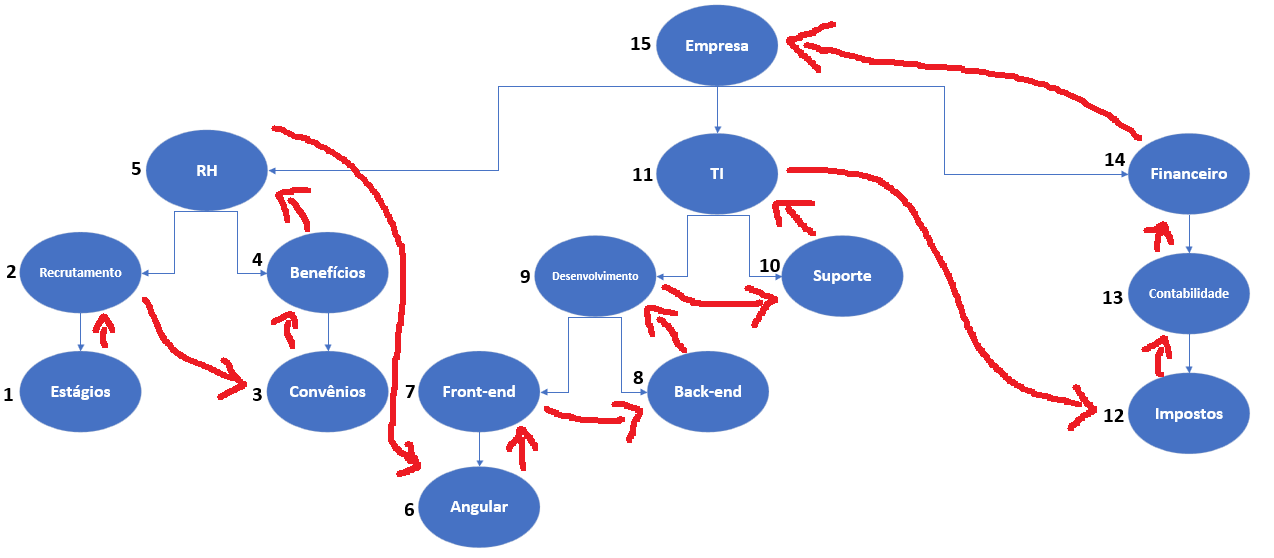 15 Empresa
5 RH
11 TI
14 Financeiro
2 Recrutamento
4 Benefícios
9 Desenvolvimento
10 Suporte
13 Contabilidade
1 Estágios
3 Convênios
7 Front-end
8 Back-end
12 Impostos
6 Angular